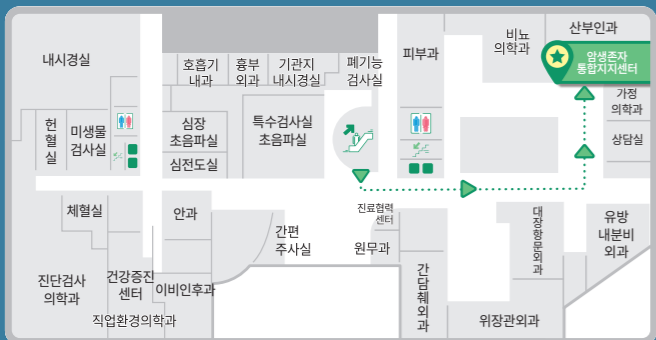 내시경실
호흡기
내과
흉부
외과
기관지
내시경실
폐기능
검사실
피부과
비뇨
의학과
산부인과
암생존자
통합지지센터
가정
의학과
상담실
헌
혈
실
미생물
검사실
심장
초음파실
심전도실
특수검사실
초음파실
체혈실
안과
간편
주사실
진료협력
센터
원무과
대
장
항
문
외
과
유방
내분비
외과
진단검사
의학과
건강증진
센터
이비인후과
직업환경의학과
간
담
췌
외
과
위장관외과